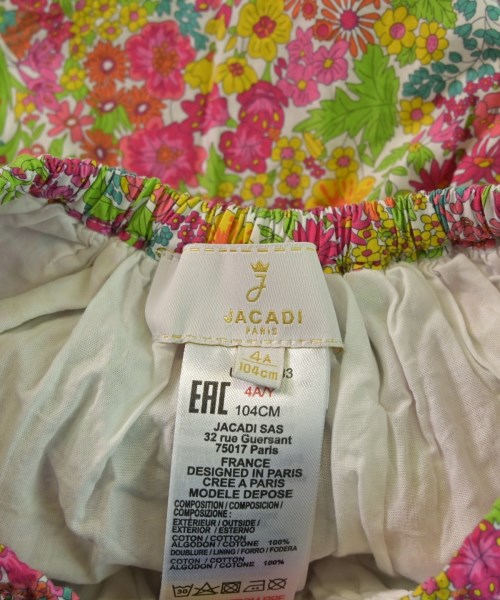 J
JACADI
PARIS
4A
104cm
4A/Y
EAC
104CM
JACADI SAS
32 rue Guersant
75017 Paris
FRANCE
DESIGNED IN PARIS
CREE A PARIS
MODELE DEPOSE
COMPOSITION / COMPOSICION /
COMPOSIZIONE :
EXTÉRIEUR / OUTSIDE /
EXTERIOR / ESTERNO
COTON / COTTON 100%
ALGODON / COTONE
DOUBLURE / LINING / FORRO / FODERA
COTON / COTTON 100%
ALGODON / COTONE
30